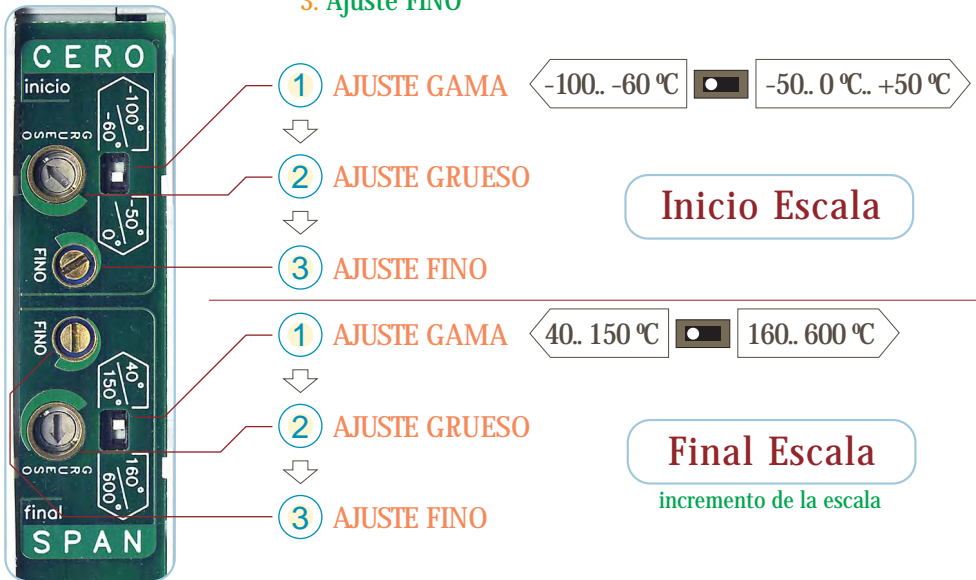 3. Ajuste FINO
CERO
inicio
-100°
-60°
GRUESO
-50°
0°
FINO
FINO
40°
150°
GRUESO
160°
600°
final
SPAN
1 AJUSTE GAMA -100.. -60 ºC -50.. 0 ºC.. +50 ºC
2 AJUSTE GRUESO
3 AJUSTE FINO
Inicio Escala
1 AJUSTE GAMA 40.. 150 ºC 160.. 600 ºC
2 AJUSTE GRUESO
3 AJUSTE FINO
Final Escala
incremento de la escala